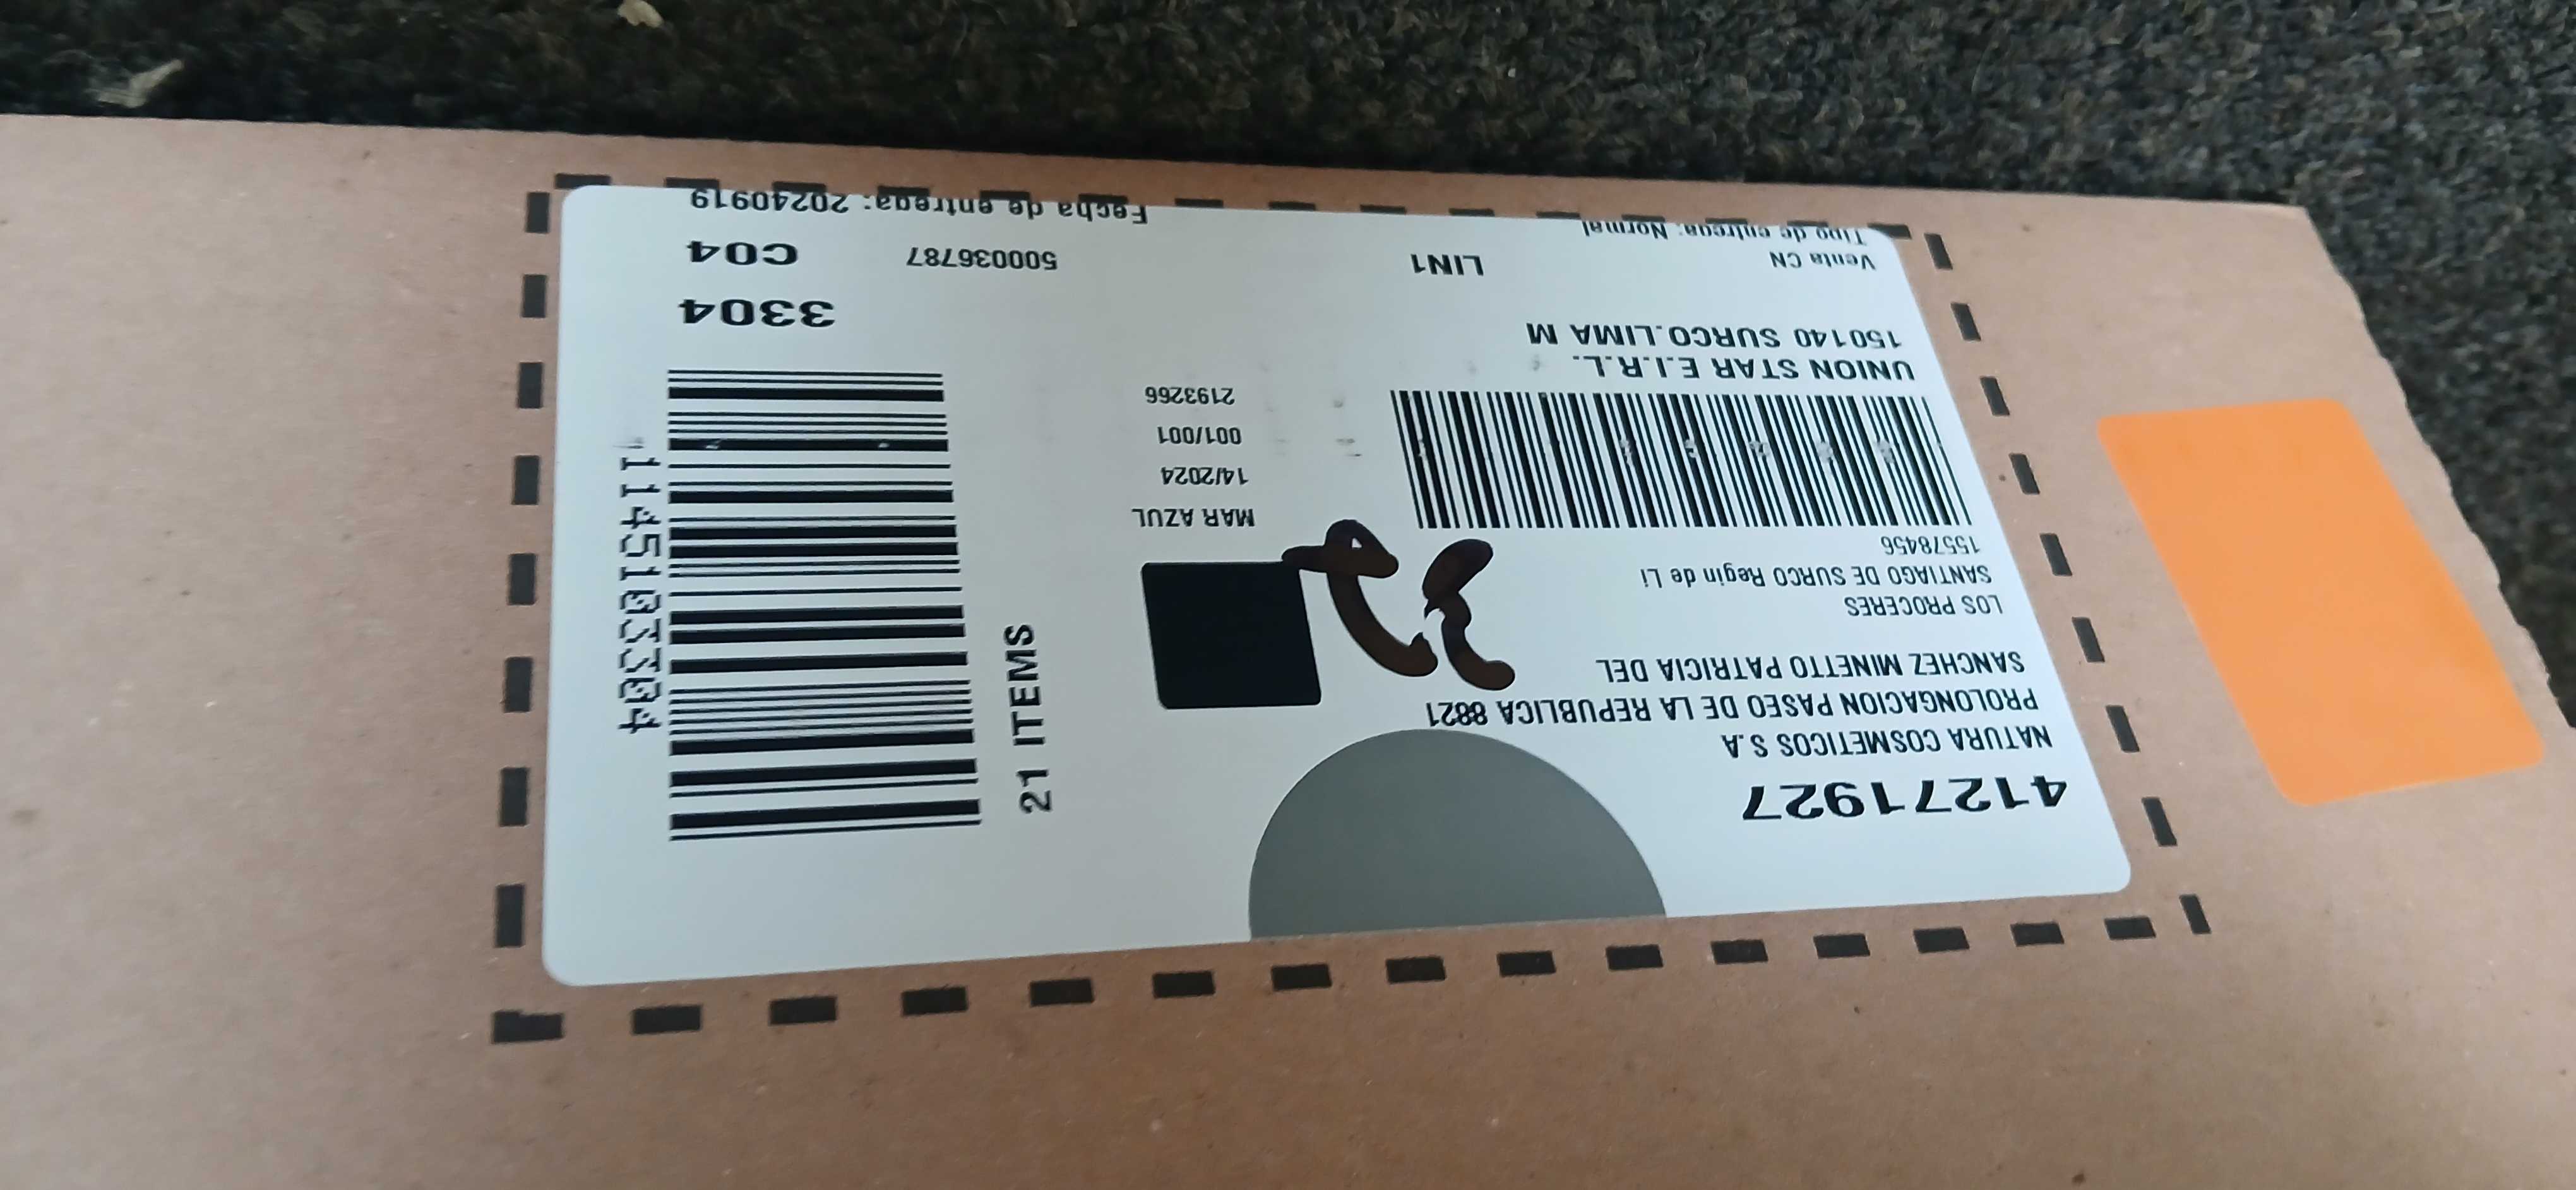 41271927
NATURA COSMETICOS S.A
PROLONGACION PASEO DE LA REPUBLICA 8821
SANCHEZ MINETTO PATRICIA DEL
LOS PROCERES
SANTIAGO DE SURCO Regin de Li
15578456
UNION STAR E.I.R.L.
150140 SURCO.LIMA M
Venta CN
Tipo de entrega: Normal
LIN1
MAR AZUL
14/2024
001/001
2193266
21 ITEMS
1145103304
3304
500036787
C04
Fecha de entrega: 20240919